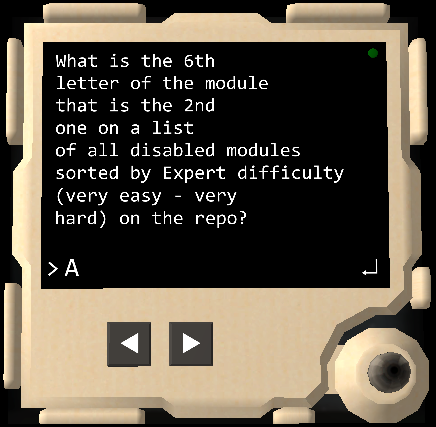 What is the 6th
letter of the module
that is the 2nd
one on a list
of all disabled modules
sorted by Expert difficulty
(very easy - very
hard) on the repo?
>A